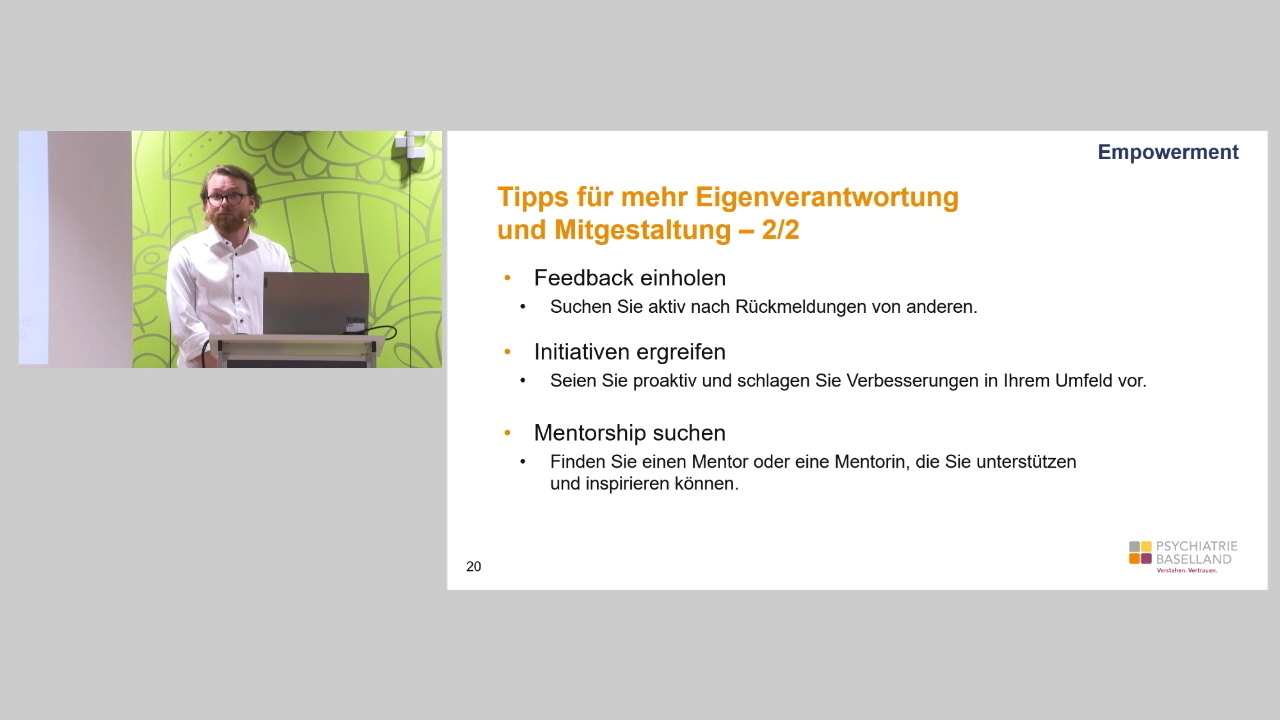 Empowerment
Tipps für mehr Eigenverantwortung
und Mitgestaltung – 2/2
• Feedback einholen
• Suchen Sie aktiv nach Rückmeldungen von anderen.
• Initiativen ergreifen
• Seien Sie proaktiv und schlagen Sie Verbesserungen in Ihrem Umfeld vor.
• Mentorship suchen
• Finden Sie einen Mentor oder eine Mentorin, die Sie unterstützen
und inspirieren können.
20
PSYCHIATRIE
BASELLAND
Verstehen. Vertrauen.